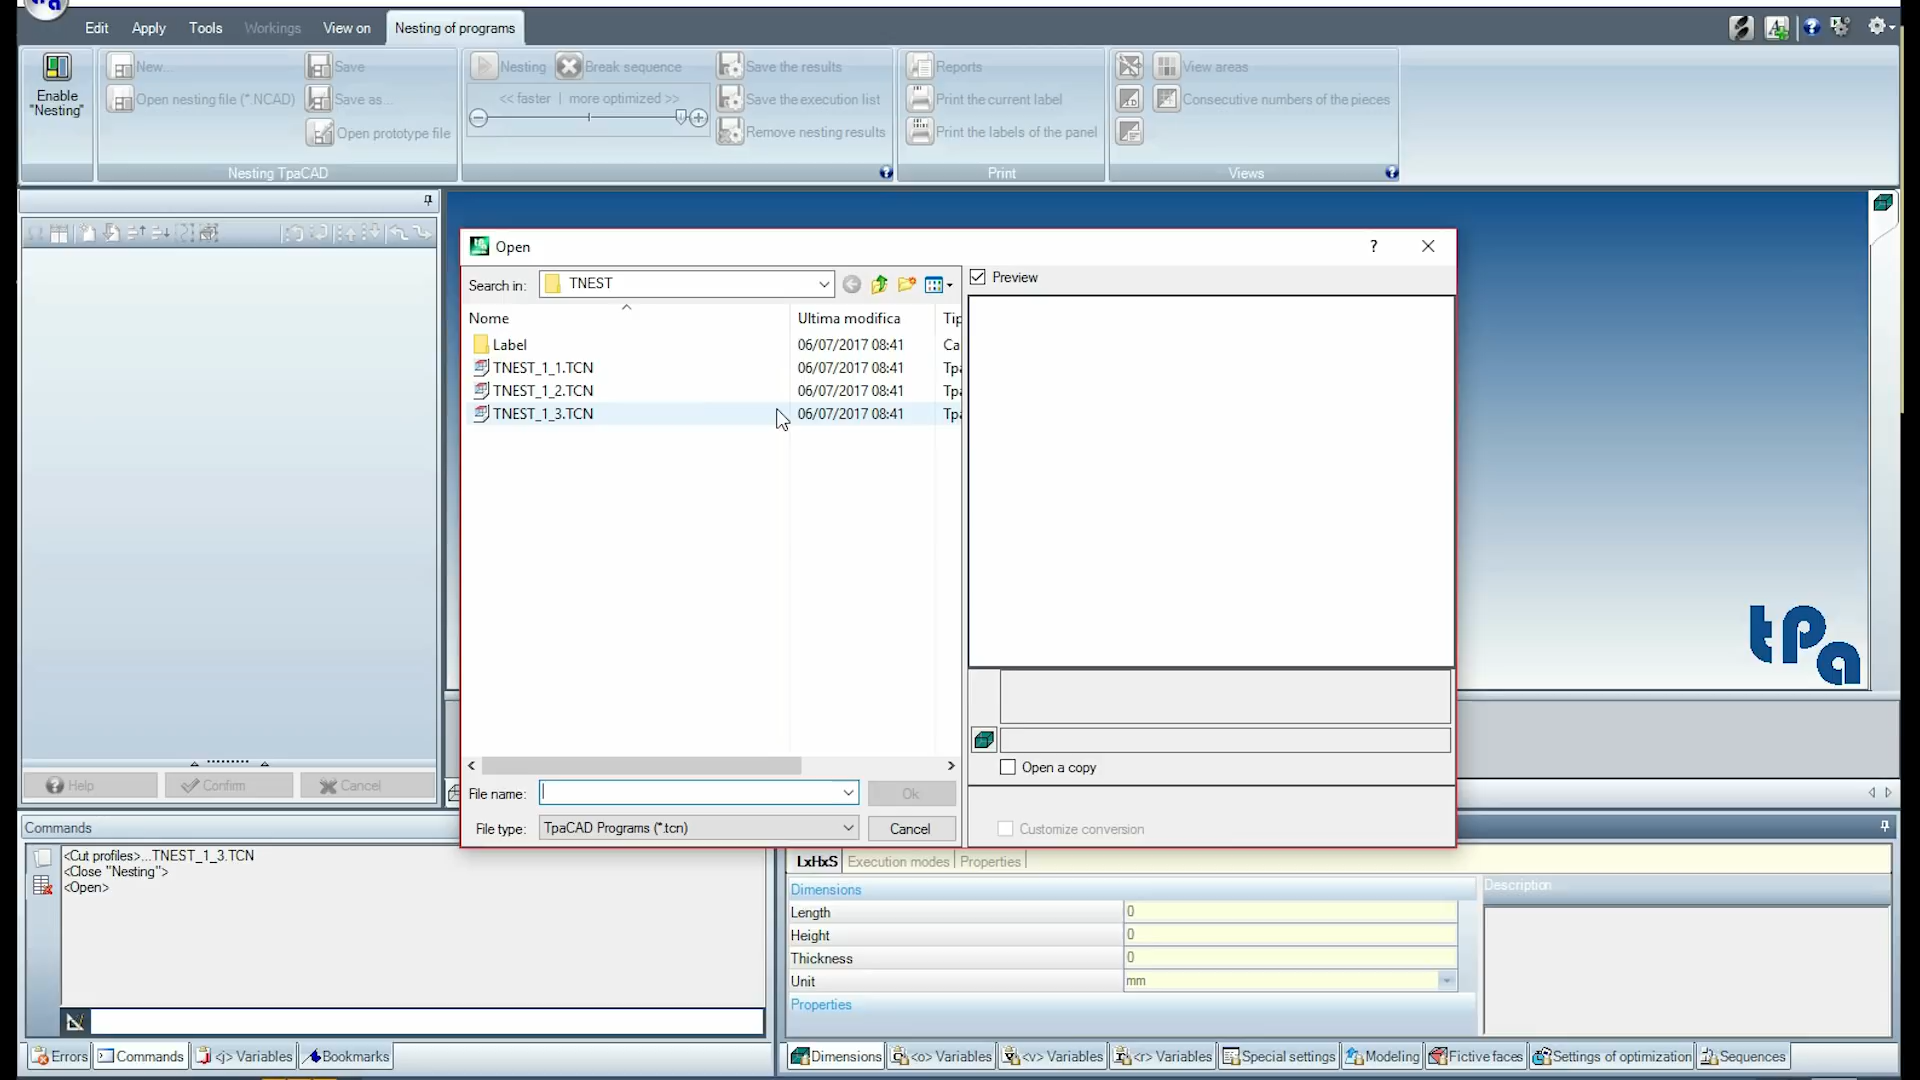 tpa
Edit Apply Tools Workings View on Nesting of programs
Enable "Nesting"
New...
Open nesting file (*.NCAD)
Save
Save as...
Open prototype file
Nesting TpaCAD
Nesting Break sequence
<< faster | more optimized >>
Save the results
Save the execution list
Remove nesting results
Reports
Print the current label
Print the labels of the panel
Print
View areas
Consecutive numbers of the pieces
Views
Open ?
Search in: TNEST
Nome Ultima modifica Tip
Label 06/07/2017 08:41 Ca
TNEST_1_1.TCN 06/07/2017 08:41 Tpa
TNEST_1_2.TCN 06/07/2017 08:41 Tpa
TNEST_1_3.TCN 06/07/2017 08:41 Tpa
File name: Ok
File type: TpaCAD Programs (*.tcn) Cancel
Preview
Open a copy
Customize conversion
tpa
Help Confirm Cancel
Commands
<Cut profiles>...TNEST_1_3.TCN
<Close "Nesting">
<Open>
Errors Commands <j> Variables Bookmarks
LxHxS Execution modes Properties
Dimensions
Length 0
Height 0
Thickness 0
Unit mm
Properties
Description
Dimensions <o> Variables <v> Variables <r> Variables Special settings Modeling Fictive faces Settings of optimization Sequences